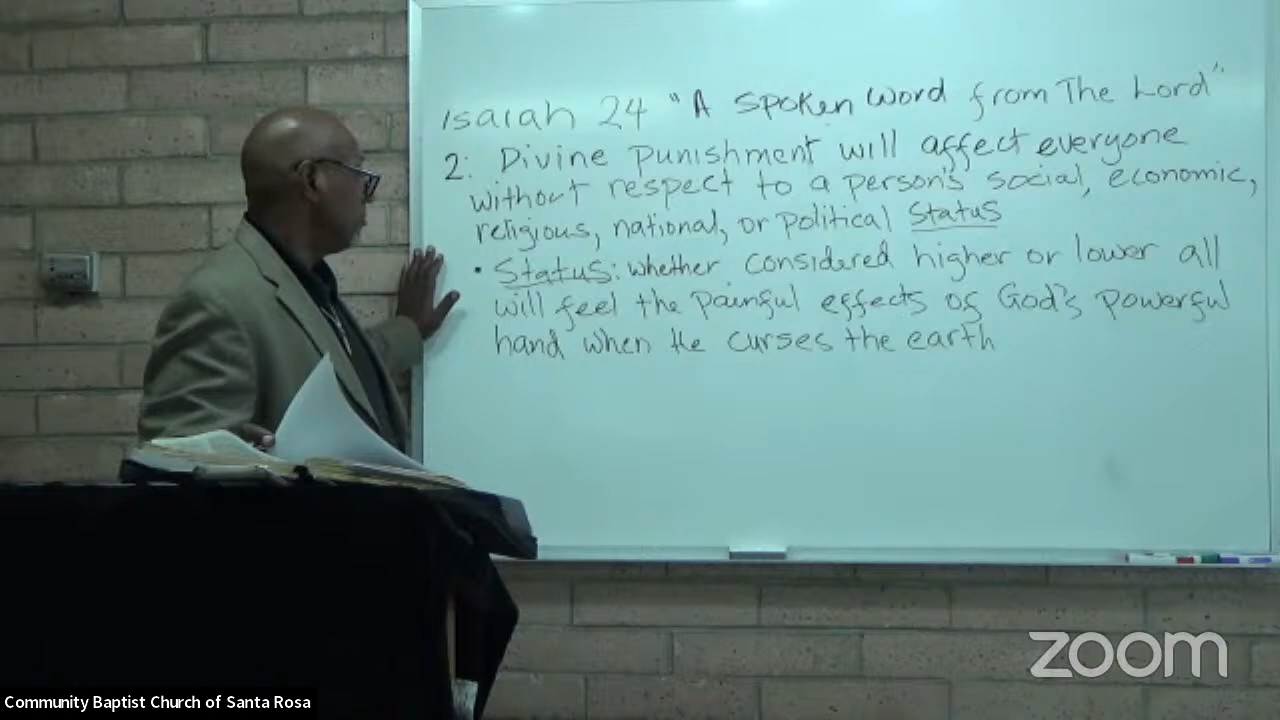 Isaiah 24 "A Spoken Word from The Lord"
2: Divine punishment will affect everyone
without respect to a person's social, economic,
religious, national, or political Status
• Status: whether considered higher or lower all
will feel the painful effects of God's powerful
hand when He curses the earth
zoom
Community Baptist Church of Santa Rosa